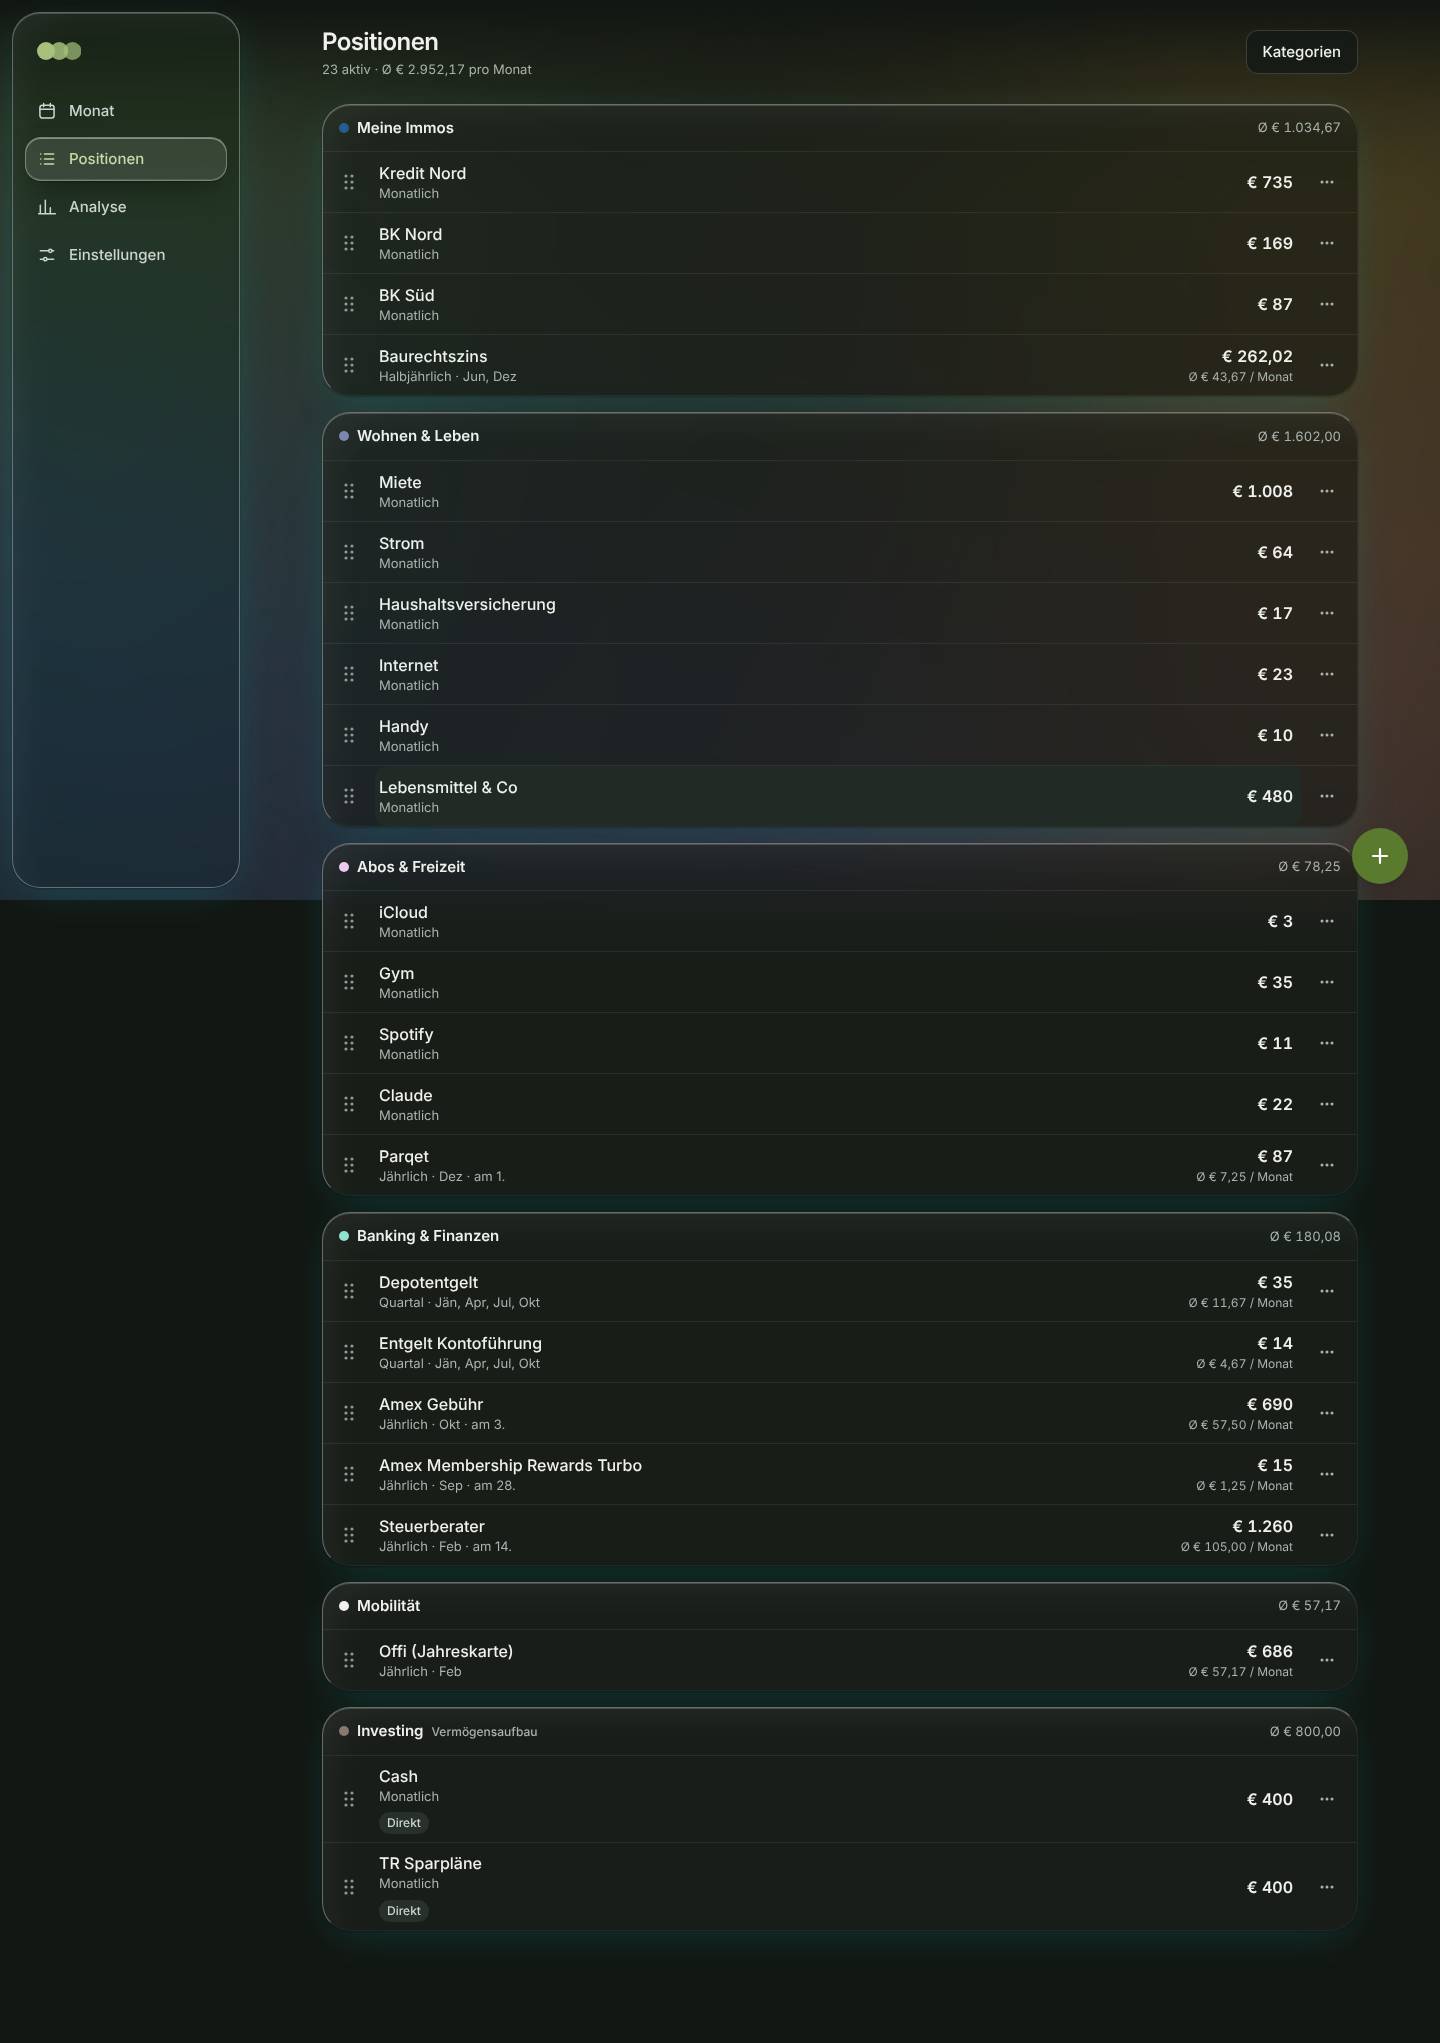 Monat
Positionen
Analyse
Einstellungen
Positionen
23 aktiv · Ø € 2.952,17 pro Monat
Kategorien
Meine Immos Ø € 1.034,67
Kredit Nord
Monatlich
€ 735
BK Nord
Monatlich
€ 169
BK Süd
Monatlich
€ 87
Baurechtszins
Halbjährlich · Jun, Dez
€ 262,02
Ø € 43,67 / Monat
Wohnen & Leben Ø € 1.602,00
Miete
Monatlich
€ 1.008
Strom
Monatlich
€ 64
Haushaltsversicherung
Monatlich
€ 17
Internet
Monatlich
€ 23
Handy
Monatlich
€ 10
Lebensmittel & Co
Monatlich
€ 480
Abos & Freizeit Ø € 78,25
iCloud
Monatlich
€ 3
Gym
Monatlich
€ 35
Spotify
Monatlich
€ 11
Claude
Monatlich
€ 22
Parqet
Jährlich · Dez · am 1.
€ 87
Ø € 7,25 / Monat
Banking & Finanzen Ø € 180,08
Depotentgelt
Quartal · Jän, Apr, Jul, Okt
€ 35
Ø € 11,67 / Monat
Entgelt Kontoführung
Quartal · Jän, Apr, Jul, Okt
€ 14
Ø € 4,67 / Monat
Amex Gebühr
Jährlich · Okt · am 3.
€ 690
Ø € 57,50 / Monat
Amex Membership Rewards Turbo
Jährlich · Sep · am 28.
€ 15
Ø € 1,25 / Monat
Steuerberater
Jährlich · Feb · am 14.
€ 1.260
Ø € 105,00 / Monat
Mobilität Ø € 57,17
Offi (Jahreskarte)
Jährlich · Feb
€ 686
Ø € 57,17 / Monat
Investing Vermögensaufbau Ø € 800,00
Cash
Monatlich
Direkt
€ 400
TR Sparpläne
Monatlich
Direkt
€ 400